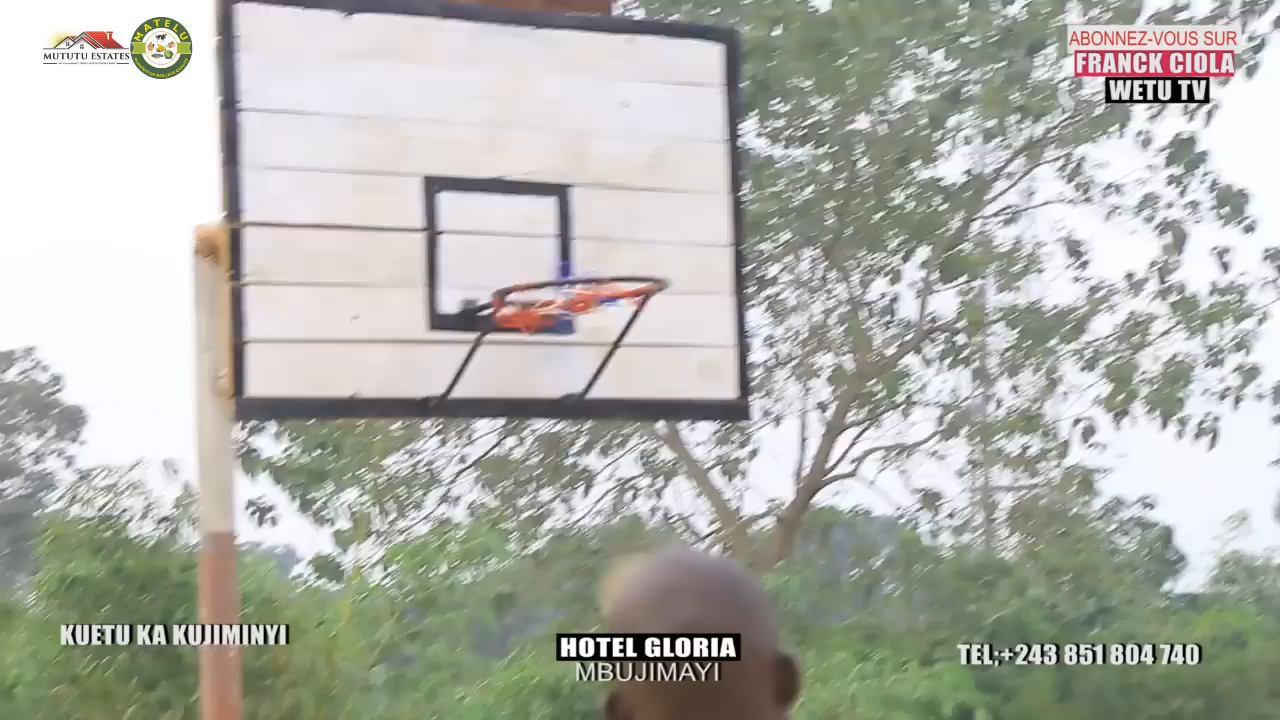 MUTUTU ESTATES
MATELU
ABONNEZ-VOUS SUR
FRANCK CIOLA
WETU TV
KUETU KA KUJIMINYI
HOTEL GLORIA
MBUJIMAYI
TEL;+243 851 804 740